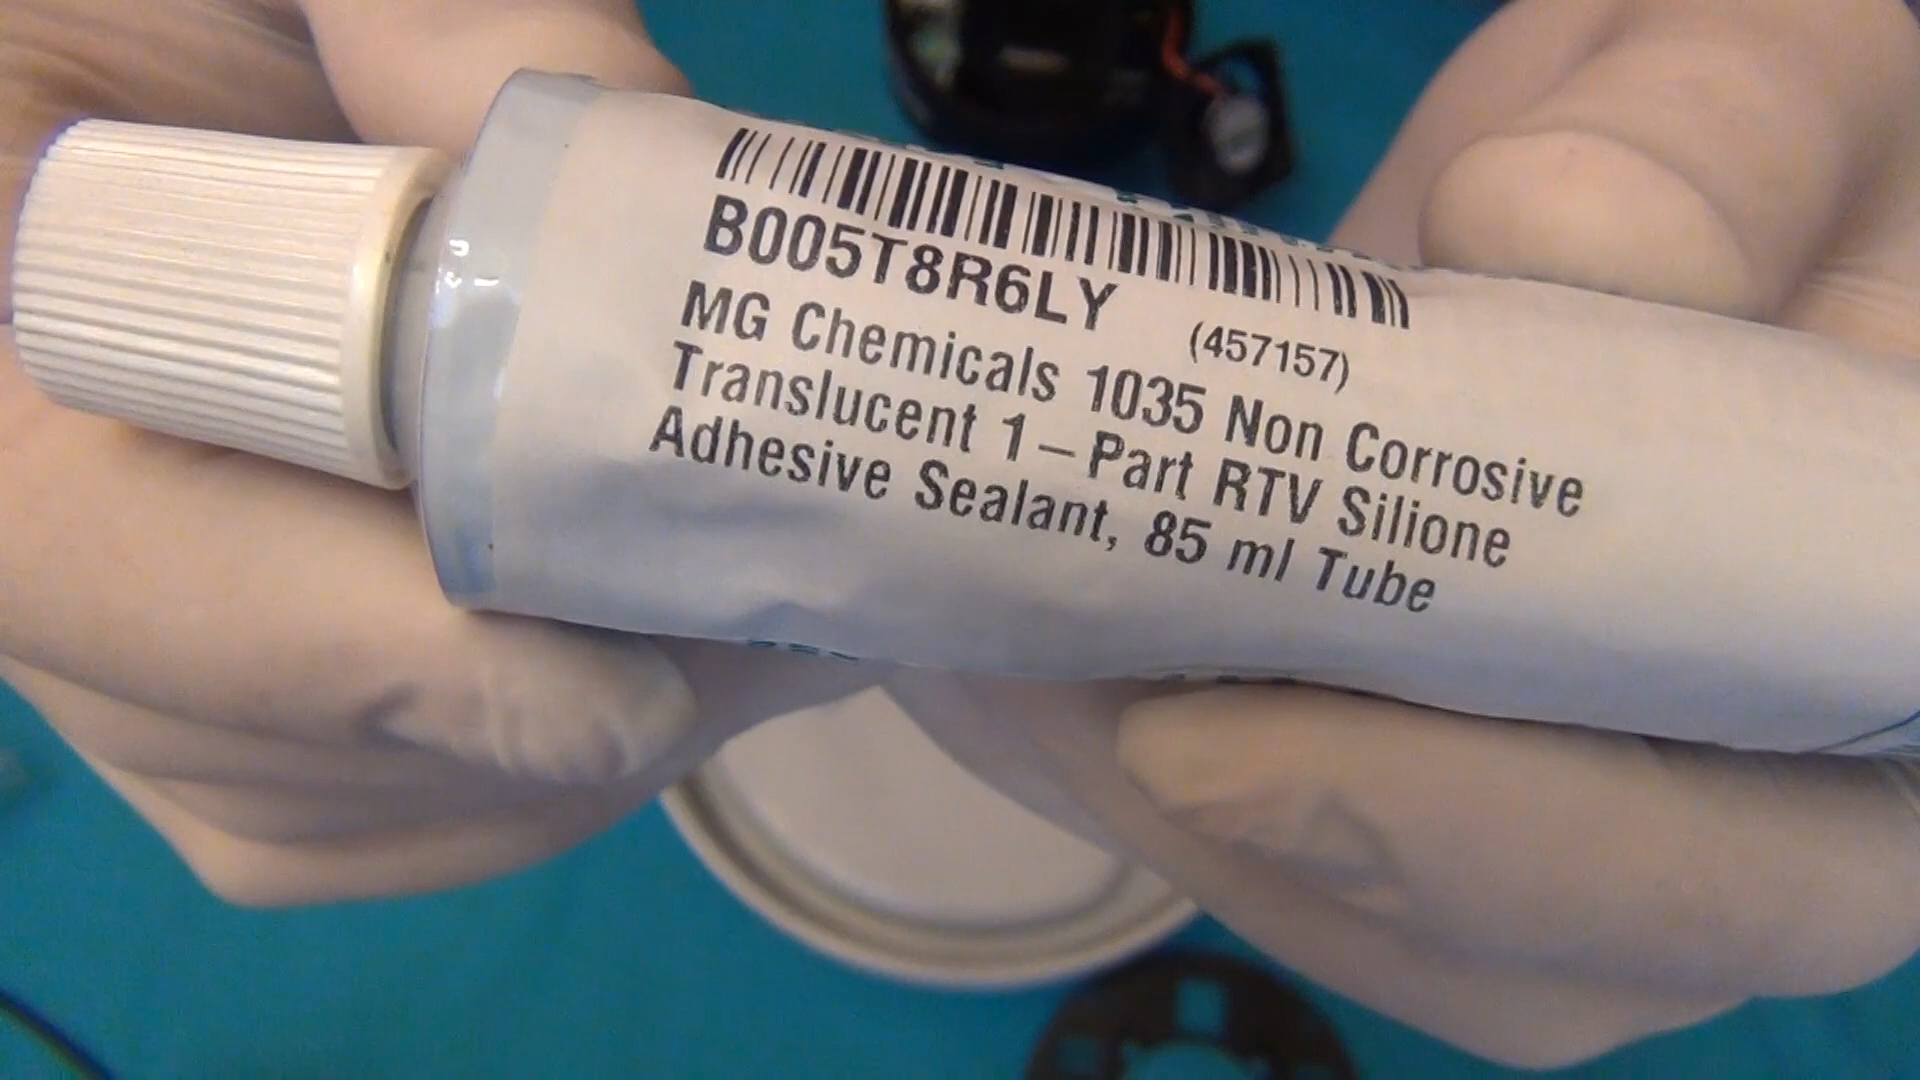 B005T8R6LY
(457157)
MG Chemicals 1035 Non Corrosive
Translucent 1-Part RTV Silione
Adhesive Sealant, 85 ml Tube